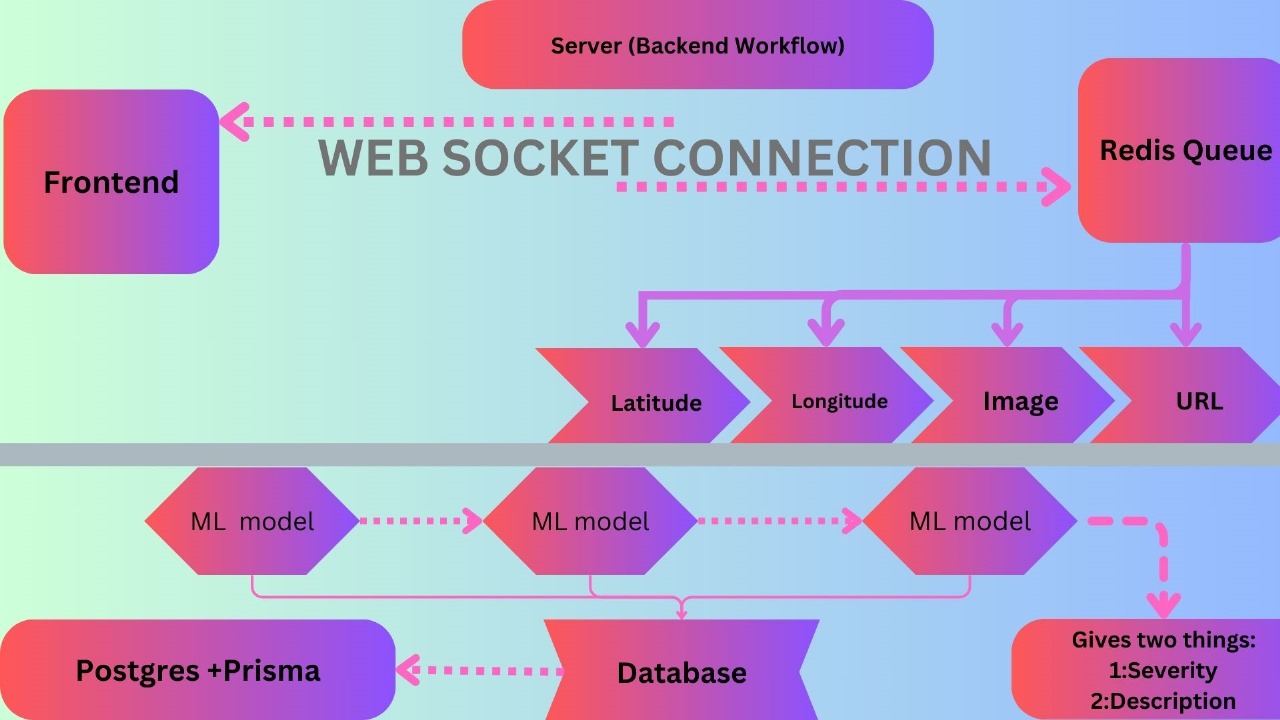 Server (Backend Workflow)
Frontend
WEB SOCKET CONNECTION
Redis Queue
Latitude
Longitude
Image
URL
ML model
ML model
ML model
Postgres +Prisma
Database
Gives two things:
1:Severity
2:Description